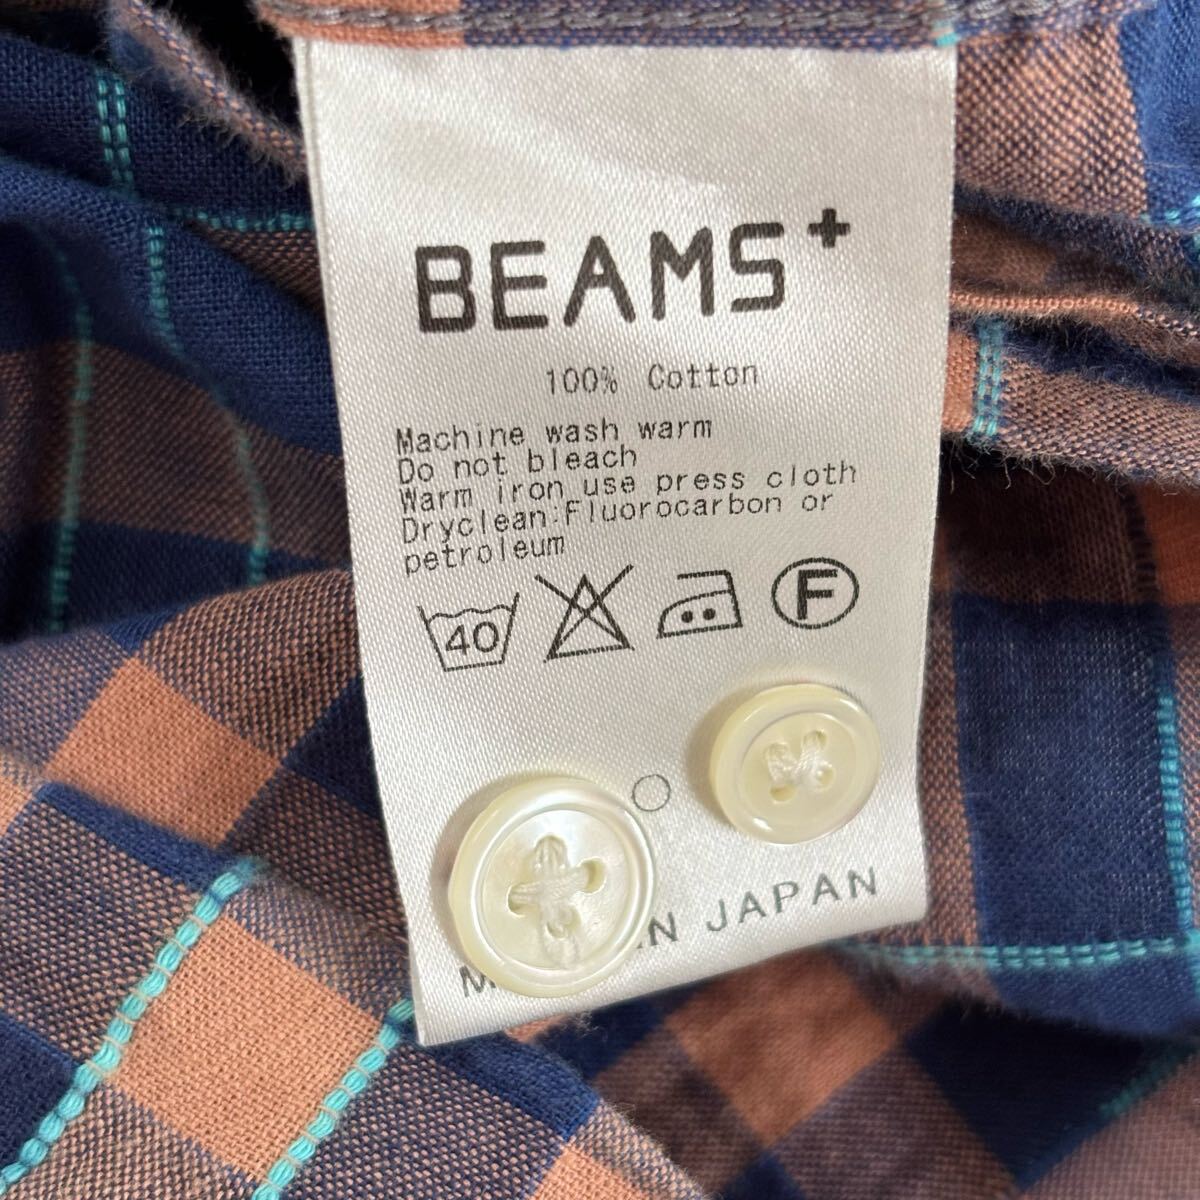 BEAMS+
100% Cotton
Machine wash warm
Do not bleach
Warm iron use press cloth
Dryclean:Fluorocarbon or
petroleum
40 F
JAPAN